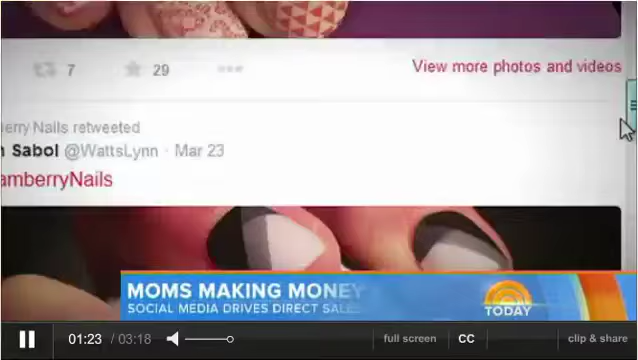 7 29
View more photos and videos
erry Nails retweeted
Sabol @WattsLynn · Mar 23
amberryNails
MOMS MAKING MONEY
SOCIAL MEDIA DRIVES DIRECT SALES
TODAY
01:23 / 03:18 full screen CC clip & share